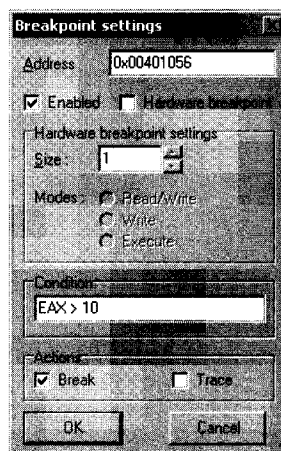 Breakpoint settings
Address 0x00401056
Enabled Hardware breakpoint
Hardware breakpoint settings
Size: 1
Modes: Read/Write
Write
Execute
Condition
EAX > 10
Actions
Break Trace
OK Cancel